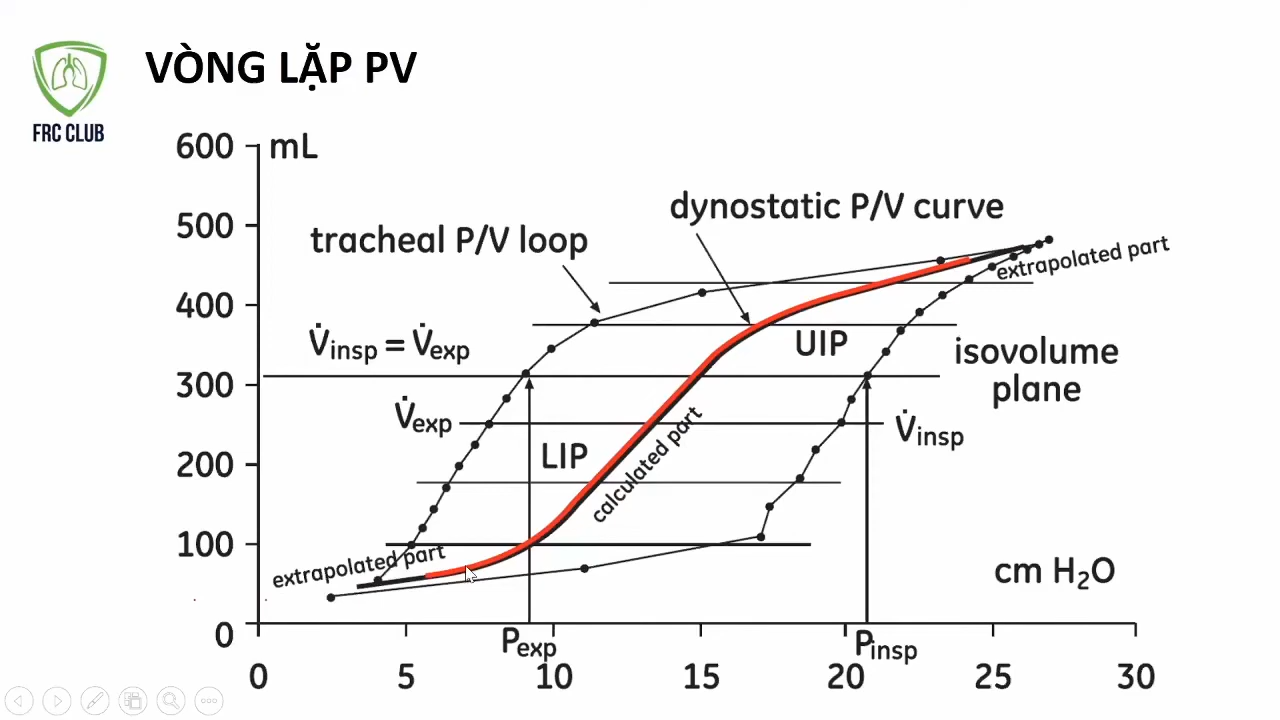 VÒNG LẶP PV
FRC CLUB
600
mL
dynostatic P/V curve
500
tracheal P/V loop
extrapolated part
400
V̇insp = V̇exp
UIP
isovolume
plane
300
V̇exp
V̇insp
LIP
calculated part
200
100
extrapolated part
cm H₂O
0
Pexp
Pinsp
0
5
10
15
20
25
30